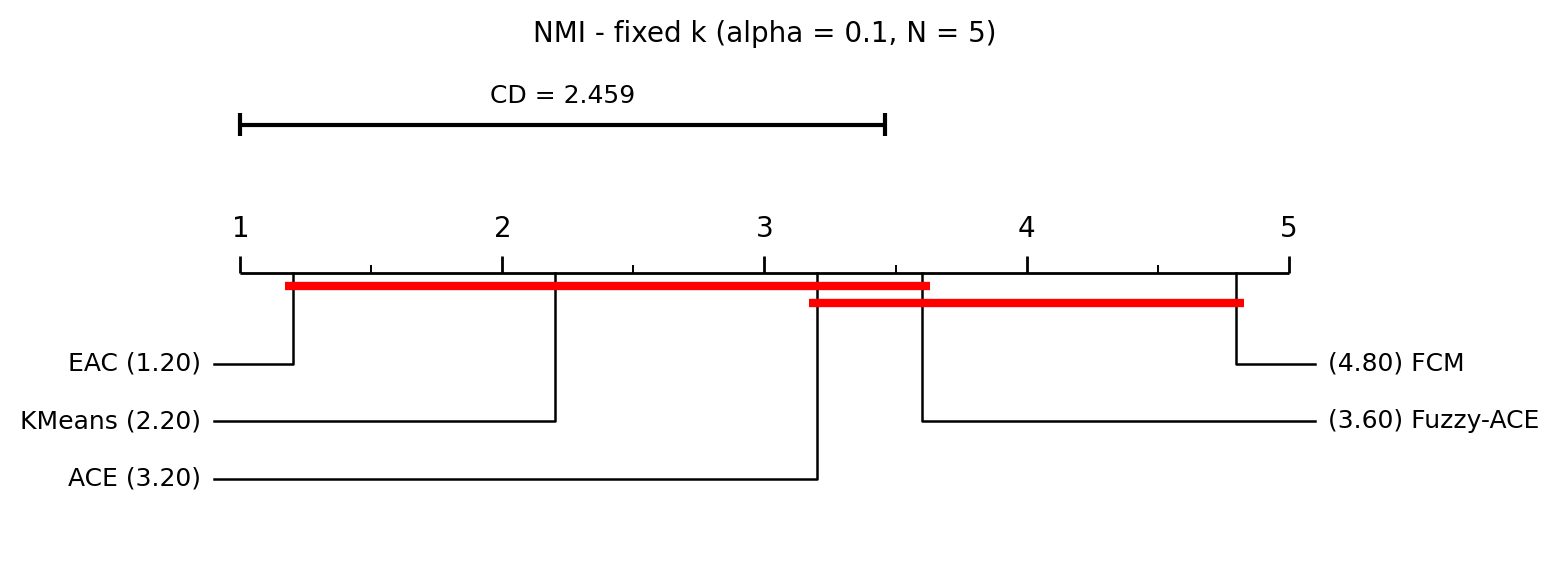 NMI - fixed k (alpha = 0.1, N = 5)
CD = 2.459
1 2 3 4 5
EAC (1.20) (4.80) FCM
KMeans (2.20) (3.60) Fuzzy-ACE
ACE (3.20)